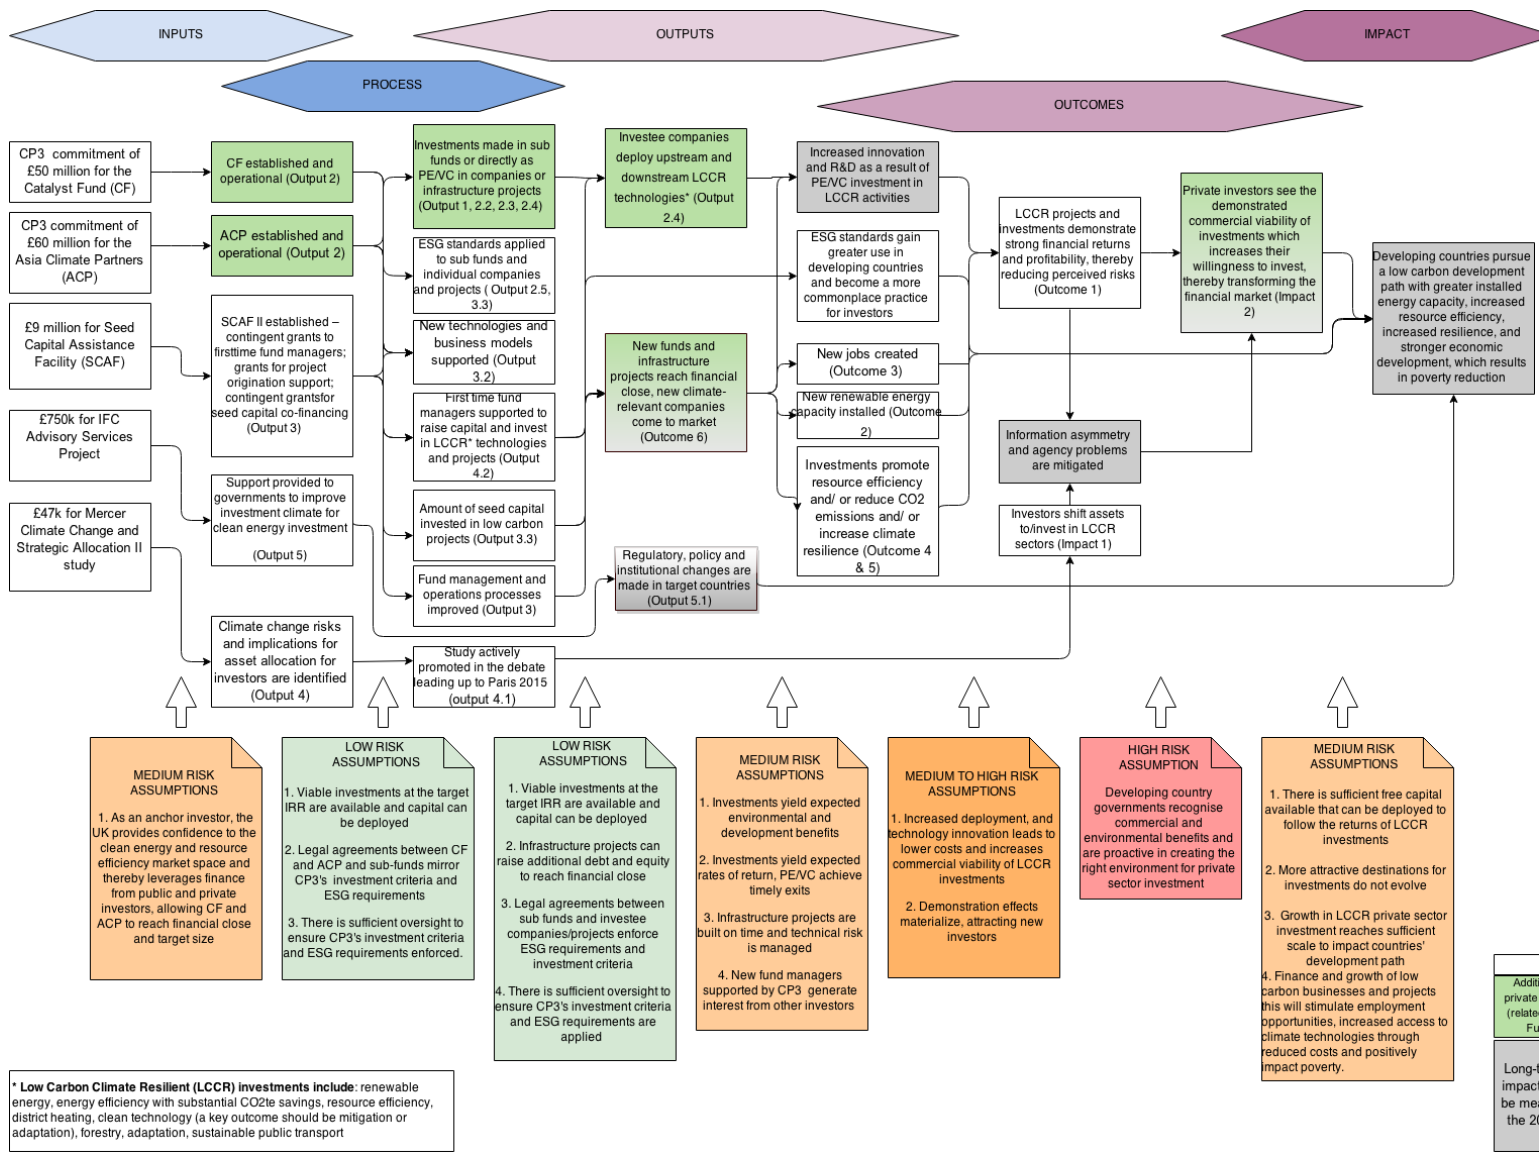 INPUTS
OUTPUTS
IMPACT
PROCESS
OUTCOMES
CP3 commitment of
£50 million for the
Catalyst Fund (CF)
CP3 commitment of
£60 million for the
Asia Climate Partners
(ACP)
£9 million for Seed
Capital Assistance
Facility (SCAF)
£750k for IFC
Advisory Services
Project
£47k for Mercer
Climate Change and
Strategic Allocation II
study
CF established and
operational (Output 2)
ACP established and
operational (Output 2)
SCAF II established –
contingent grants to
firsttime fund managers;
grants for project
origination support;
contingent grantsfor
seed capital co-financing
(Output 3)
Support provided to
governments to improve
investment climate for
clean energy investment
(Output 5)
Climate change risks
and implications for
asset allocation for
investors are identified
(Output 4)
Investments made in sub
funds or directly as
PE/VC in companies or
infrastructure projects
(Output 1, 2.2, 2.3, 2.4)
ESG standards applied
to sub funds and
individual companies
and projects ( Output 2.5,
3.3)
New technologies and
business models
supported (Output
3.2)
First time fund
managers supported to
raise capital and invest
in LCCR* technologies
and projects (Output
4.2)
Amount of seed capital
invested in low carbon
projects (Output 3.3)
Fund management and
operations processes
improved (Output 3)
Study actively
promoted in the debate
leading up to Paris 2015
(output 4.1)
Investee companies
deploy upstream and
downstream LCCR
technologies* (Output
2.4)
New funds and
infrastructure
projects reach financial
close, new climate-
relevant companies
come to market
(Outcome 6)
Regulatory, policy and
institutional changes are
made in target countries
(Output 5.1)
Increased innovation
and R&D as a result of
PE/VC investment in
LCCR activities
ESG standards gain
greater use in
developing countries
and become a more
commonplace practice
for investors
New jobs created
(Outcome 3)
New renewable energy
capacity installed (Outcome
2)
Investments promote
resource efficiency
and/ or reduce CO2
emissions and/ or
increase climate
resilience (Outcome 4
& 5)
LCCR projects and
investments demonstrate
strong financial returns
and profitability, thereby
reducing perceived risks
(Outcome 1)
Information asymmetry
and agency problems
are mitigated
Investors shift assets
to/invest in LCCR
sectors (Impact 1)
Private investors see the
demonstrated
commercial viability of
investments which
increases their
willingness to invest,
thereby transforming the
financial market (Impact
2)
Developing countries pursue
a low carbon development
path with greater installed
energy capacity, increased
resource efficiency,
increased resilience, and
stronger economic
development, which results
in poverty reduction
MEDIUM RISK
ASSUMPTIONS
1. As an anchor investor, the
UK provides confidence to the
clean energy and resource
efficiency market space and
thereby leverages finance
from public and private
investors, allowing CF and
ACP to reach financial close
and target size
LOW RISK
ASSUMPTIONS
1. Viable investments at the target
IRR are available and capital can
be deployed
2. Legal agreements between CF
and ACP and sub-funds mirror
CP3's investment criteria and
ESG requirements
3. There is sufficient oversight to
ensure CP3's investment criteria
and ESG requirements enforced.
LOW RISK
ASSUMPTIONS
1. Viable investments at the
target IRR are available and
capital can be deployed
2. Infrastructure projects can
raise additional debt and equity
to reach financial close
3. Legal agreements between
sub funds and investee
companies/projects enforce
ESG requirements and
investment criteria
4. There is sufficient oversight to
ensure CP3's investment criteria
and ESG requirements are
applied
MEDIUM RISK
ASSUMPTIONS
1. Investments yield expected
environmental and
development benefits
2. Investments yield expected
rates of return, PE/VC achieve
timely exits
3. Infrastructure projects are
built on time and technical risk
is managed
4. New fund managers
supported by CP3 generate
interest from other investors
MEDIUM TO HIGH RISK
ASSUMPTIONS
1. Increased deployment, and
technology innovation leads to
lower costs and increases
commercial viability of LCCR
investments
2. Demonstration effects
materialize, attracting new
investors
HIGH RISK
ASSUMPTION
Developing country
governments recognise
commercial and
environmental benefits and
are proactive in creating the
right environment for private
sector investment
MEDIUM RISK
ASSUMPTIONS
1. There is sufficient free capital
available that can be deployed to
follow the returns of LCCR
investments
2. More attractive destinations for
investments do not evolve
3. Growth in LCCR private sector
investment reaches sufficient
scale to impact countries'
development path
4. Finance and growth of low
carbon businesses and projects
this will stimulate employment
opportunities, increased access to
climate technologies through
reduced costs and positively
impact poverty.
* Low Carbon Climate Resilient (LCCR) investments include: renewable
energy, energy efficiency with substantial CO2te savings, resource efficiency,
district heating, clean technology (a key outcome should be mitigation or
adaptation), forestry, adaptation, sustainable public transport
private
(relate
Fu
Long-t
impac
be mea
the 20